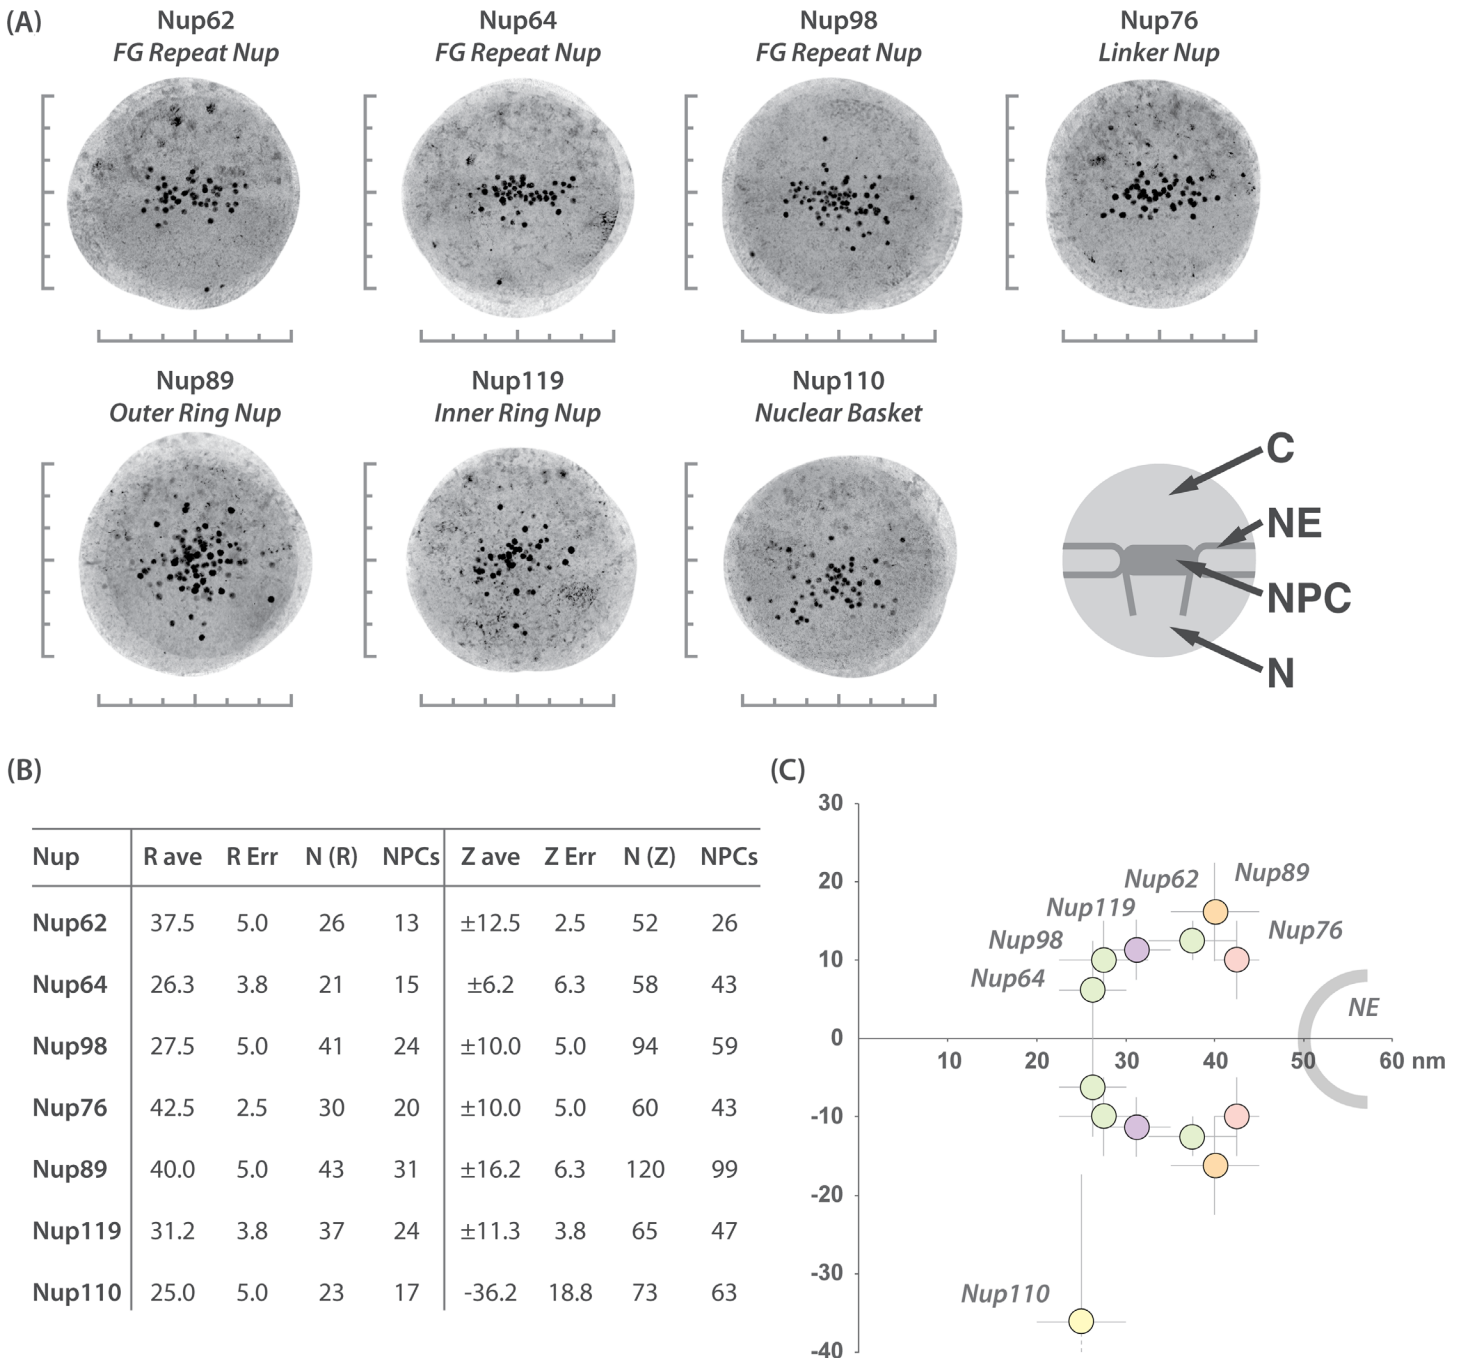 (A)
Nup62
FG Repeat Nup
Nup64
FG Repeat Nup
Nup98
FG Repeat Nup
Nup76
Linker Nup
Nup89
Outer Ring Nup
Nup119
Inner Ring Nup
Nup110
Nuclear Basket
C
NE
NPC
N
(B)
Nup R ave R Err N (R) NPCs Z ave Z Err N (Z) NPCs
Nup62 37.5 5.0 26 13 ±12.5 2.5 52 26
Nup64 26.3 3.8 21 15 ±6.2 6.3 58 43
Nup98 27.5 5.0 41 24 ±10.0 5.0 94 59
Nup76 42.5 2.5 30 20 ±10.0 5.0 60 43
Nup89 40.0 5.0 43 31 ±16.2 6.3 120 99
Nup119 31.2 3.8 37 24 ±11.3 3.8 65 47
Nup110 25.0 5.0 23 17 -36.2 18.8 73 63
(C)
30
20
10
0
-10
-20
-30
-40
10 20 30 40 50 60 nm
Nup62
Nup89
Nup119
Nup76
Nup98
Nup64
NE
Nup110